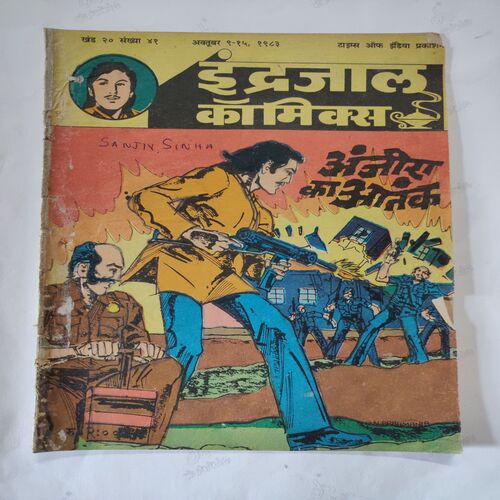 खंड २० संख्या ४१
अक्तूबर ९-१५, १९८३
टाइम्स ऑफ इंडिया प्रकाशन
इंद्रजाल
कॉमिक्स
SANJIV, SINHA
अंजीरा
का आतंक